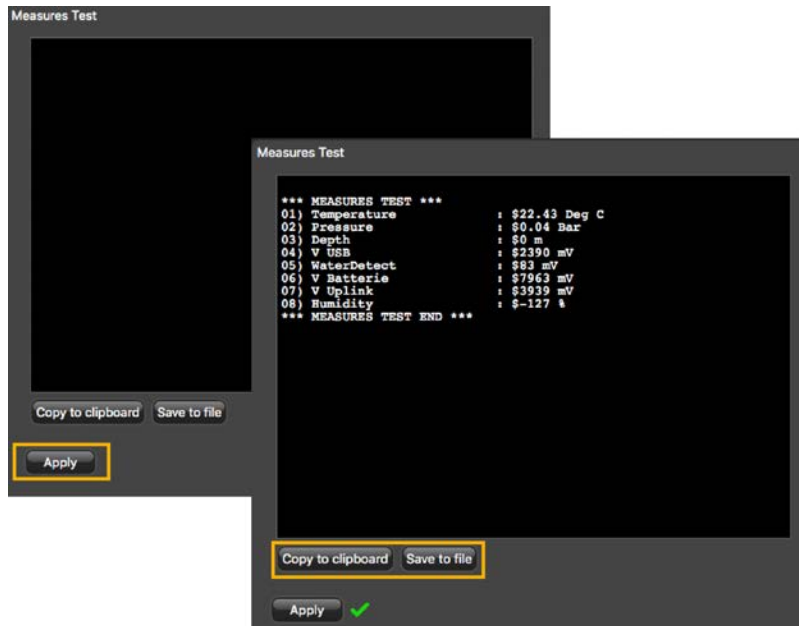 Measures Test
Copy to clipboard Save to file
Apply
Measures Test
*** MEASURES TEST ***
01) Temperature : $22.43 Deg C
02) Pressure : $0.04 Bar
03) Depth : $0 m
04) V USB : $2390 mV
05) WaterDetect : $83 mV
06) V Batterie : $7963 mV
07) V Uplink : $3939 mV
08) Humidity : $-127 %
*** MEASURES TEST END ***
Copy to clipboard Save to file
Apply